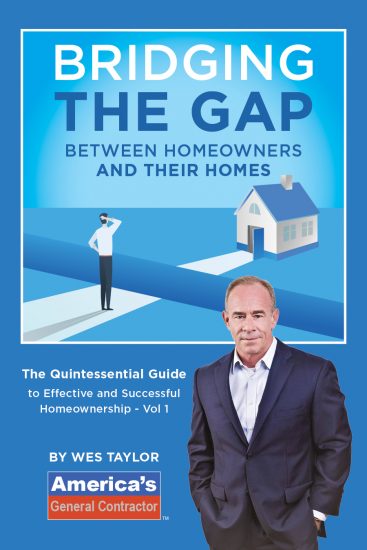 BRIDGING
THE GAP
BETWEEN HOMEOWNERS
AND THEIR HOMES
The Quintessential Guide
to Effective and Successful
Homeownership - Vol 1
BY WES TAYLOR
America's
General Contractor
TM